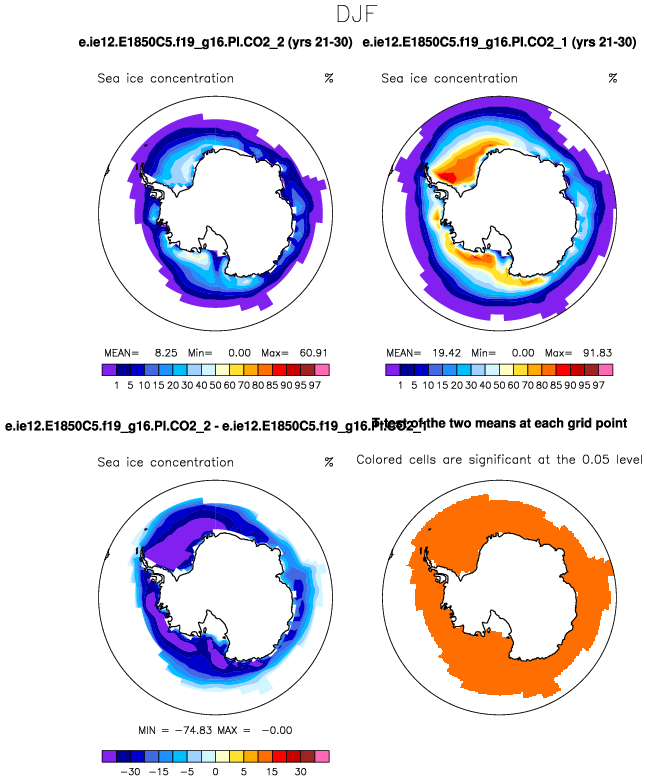 DJF
e.ie12.E1850C5.f19_g16.PI.CO2_2 (yrs 21-30)
e.ie12.E1850C5.f19_g16.PI.CO2_1 (yrs 21-30)
Sea ice concentration %
Sea ice concentration %
MEAN= 8.25 Min= 0.00 Max= 60.91
MEAN= 19.42 Min= 0.00 Max= 91.83
1 5 10 15 20 30 40 50 60 70 80 85 90 95 97
1 5 10 15 20 30 40 50 60 70 80 85 90 95 97
e.ie12.E1850C5.f19_g16.PI.CO2_2 - e.ie12.E1850C5.f19_g16.PI.CO2_1
T-test of the two means at each grid point
Sea ice concentration %
Colored cells are significant at the 0.05 level
MIN = -74.83 MAX = -0.00
-30 -15 -5 0 5 15 30